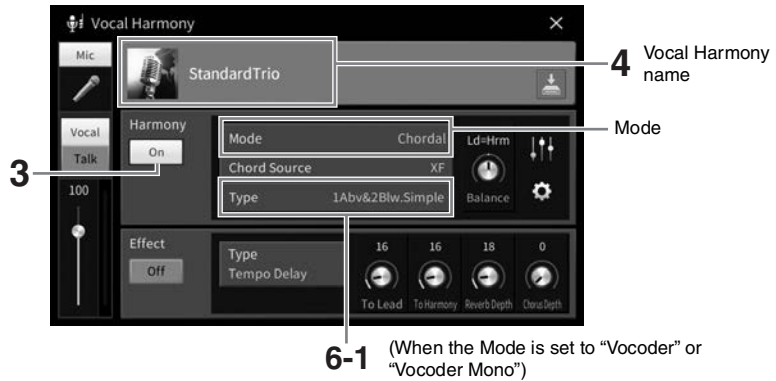 Vocal Harmony
×
Mic
StandardTrio
4 Vocal Harmony name
Vocal
Talk
Harmony
On
Mode Chordal
Ld=Hrm
Balance
Mode
Chord Source XF
3
Type 1Abv&2Blw.Simple
100
Effect
Off
Type
Tempo Delay
16 16 18 0
To Lead To Harmony Reverb Depth Chorus Depth
6-1 (When the Mode is set to “Vocoder” or
“Vocoder Mono”)